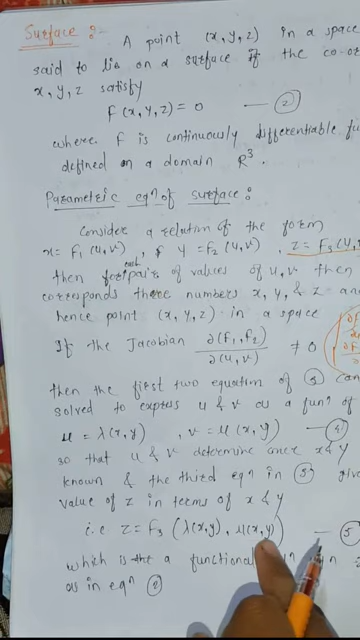 Surface :-
A point (x, y, z) in a space
said to lie on a surface if the co-or
x, y, z satisfy
F(x, y, z) = 0 — ②
where F is continuously differentiable fu
defined on a domain R³.
Parametric eqⁿ of surface :
Consider a relation of the form
x = F₁(u,v), y = F₂(u,v), z = F₃(u,
then for each pair of values of u, v then
corresponds three numbers x, y, & z an
hence point (x, y, z) in a space
If the Jacobian ∂(F₁, F₂)/∂(u, v) ≠ 0
then the first two equation of ③ can
solved to express u & v as a funⁿ of
u = λ(x, y), v = μ(x, y) — ④
so that u & v determine once x & y
known & the third eqⁿ in ③ giv
value of z in terms of x & y
i.e z = F₃(λ(x,y), μ(x,y)) — ⑤
which is the a functional
as in eqⁿ ②